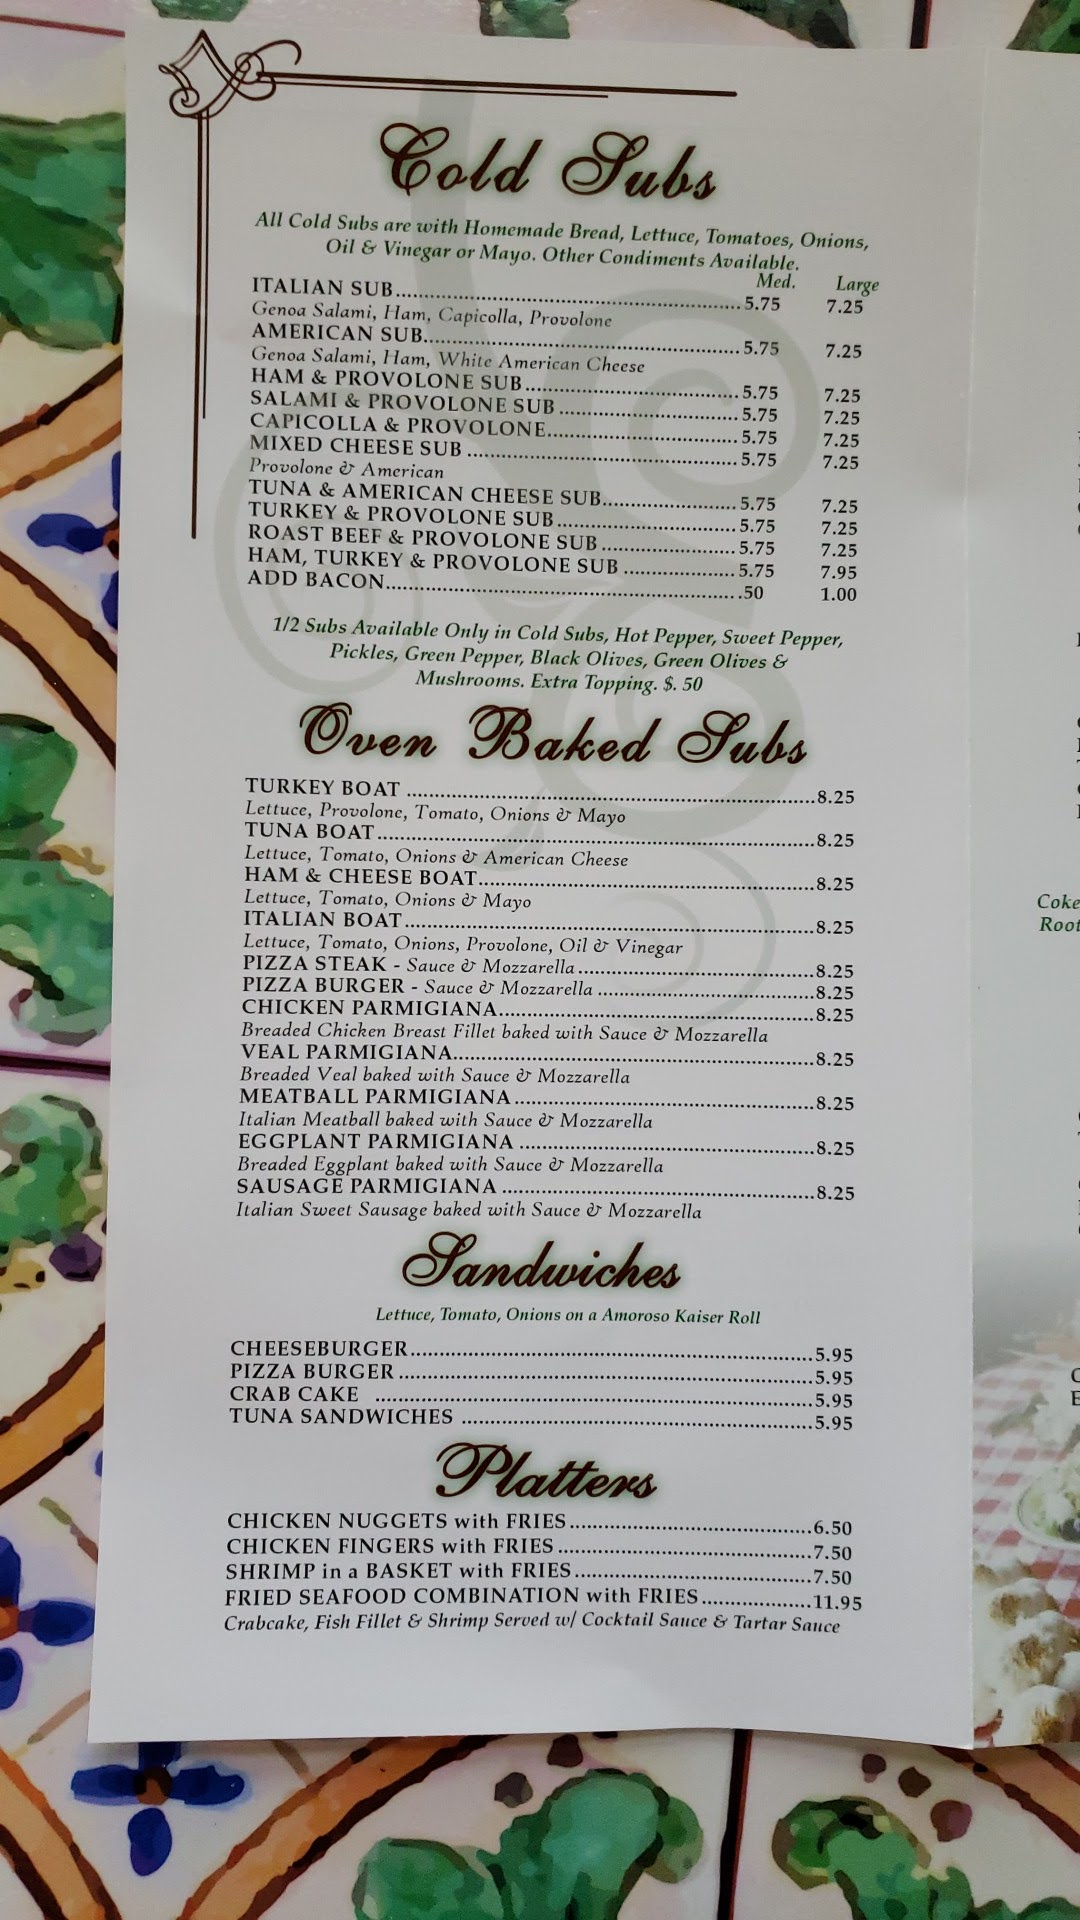 Cold Subs
All Cold Subs are with Homemade Bread, Lettuce, Tomatoes, Onions,
Oil & Vinegar or Mayo. Other Condiments Available.
Med. Large
ITALIAN SUB 5.75 7.25
Genoa Salami, Ham, Capicolla, Provolone
AMERICAN SUB 5.75 7.25
Genoa Salami, Ham, White American Cheese
HAM & PROVOLONE SUB 5.75 7.25
SALAMI & PROVOLONE SUB 5.75 7.25
CAPICOLLA & PROVOLONE 5.75 7.25
MIXED CHEESE SUB 5.75 7.25
Provolone & American
TUNA & AMERICAN CHEESE SUB 5.75 7.25
TURKEY & PROVOLONE SUB 5.75 7.25
ROAST BEEF & PROVOLONE SUB 5.75 7.25
HAM, TURKEY & PROVOLONE SUB 5.75 7.95
ADD BACON .50 1.00
1/2 Subs Available Only in Cold Subs, Hot Pepper, Sweet Pepper,
Pickles, Green Pepper, Black Olives, Green Olives &
Mushrooms. Extra Topping. $. 50
Oven Baked Subs
TURKEY BOAT 8.25
Lettuce, Provolone, Tomato, Onions & Mayo
TUNA BOAT 8.25
Lettuce, Tomato, Onions & American Cheese
HAM & CHEESE BOAT 8.25
Lettuce, Tomato, Onions & Mayo
ITALIAN BOAT 8.25
Lettuce, Tomato, Onions, Provolone, Oil & Vinegar
PIZZA STEAK - Sauce & Mozzarella 8.25
PIZZA BURGER - Sauce & Mozzarella 8.25
CHICKEN PARMIGIANA 8.25
Breaded Chicken Breast Fillet baked with Sauce & Mozzarella
VEAL PARMIGIANA 8.25
Breaded Veal baked with Sauce & Mozzarella
MEATBALL PARMIGIANA 8.25
Italian Meatball baked with Sauce & Mozzarella
EGGPLANT PARMIGIANA 8.25
Breaded Eggplant baked with Sauce & Mozzarella
SAUSAGE PARMIGIANA 8.25
Italian Sweet Sausage baked with Sauce & Mozzarella
Sandwiches
Lettuce, Tomato, Onions on a Amoroso Kaiser Roll
CHEESEBURGER 5.95
PIZZA BURGER 5.95
CRAB CAKE 5.95
TUNA SANDWICHES 5.95
Platters
CHICKEN NUGGETS with FRIES 6.50
CHICKEN FINGERS with FRIES 7.50
SHRIMP in a BASKET with FRIES 7.50
FRIED SEAFOOD COMBINATION with FRIES 11.95
Crabcake, Fish Fillet & Shrimp Served w/ Cocktail Sauce & Tartar Sauce
Coke
Root